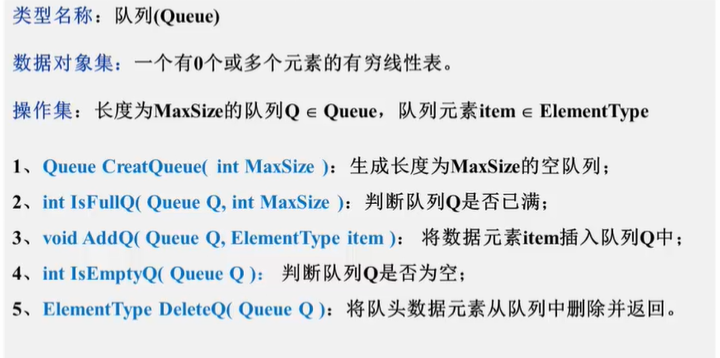 类型名称：队列(Queue)
数据对象集：一个有0个或多个元素的有穷线性表。
操作集：长度为MaxSize的队列Q ∈ Queue，队列元素item ∈ ElementType
1、Queue CreatQueue( int MaxSize )：生成长度为MaxSize的空队列；
2、int IsFullQ( Queue Q, int MaxSize )：判断队列Q是否已满；
3、void AddQ( Queue Q, ElementType item )： 将数据元素item插入队列Q中；
4、int IsEmptyQ( Queue Q )： 判断队列Q是否为空；
5、ElementType DeleteQ( Queue Q )：将队头数据元素从队列中删除并返回。